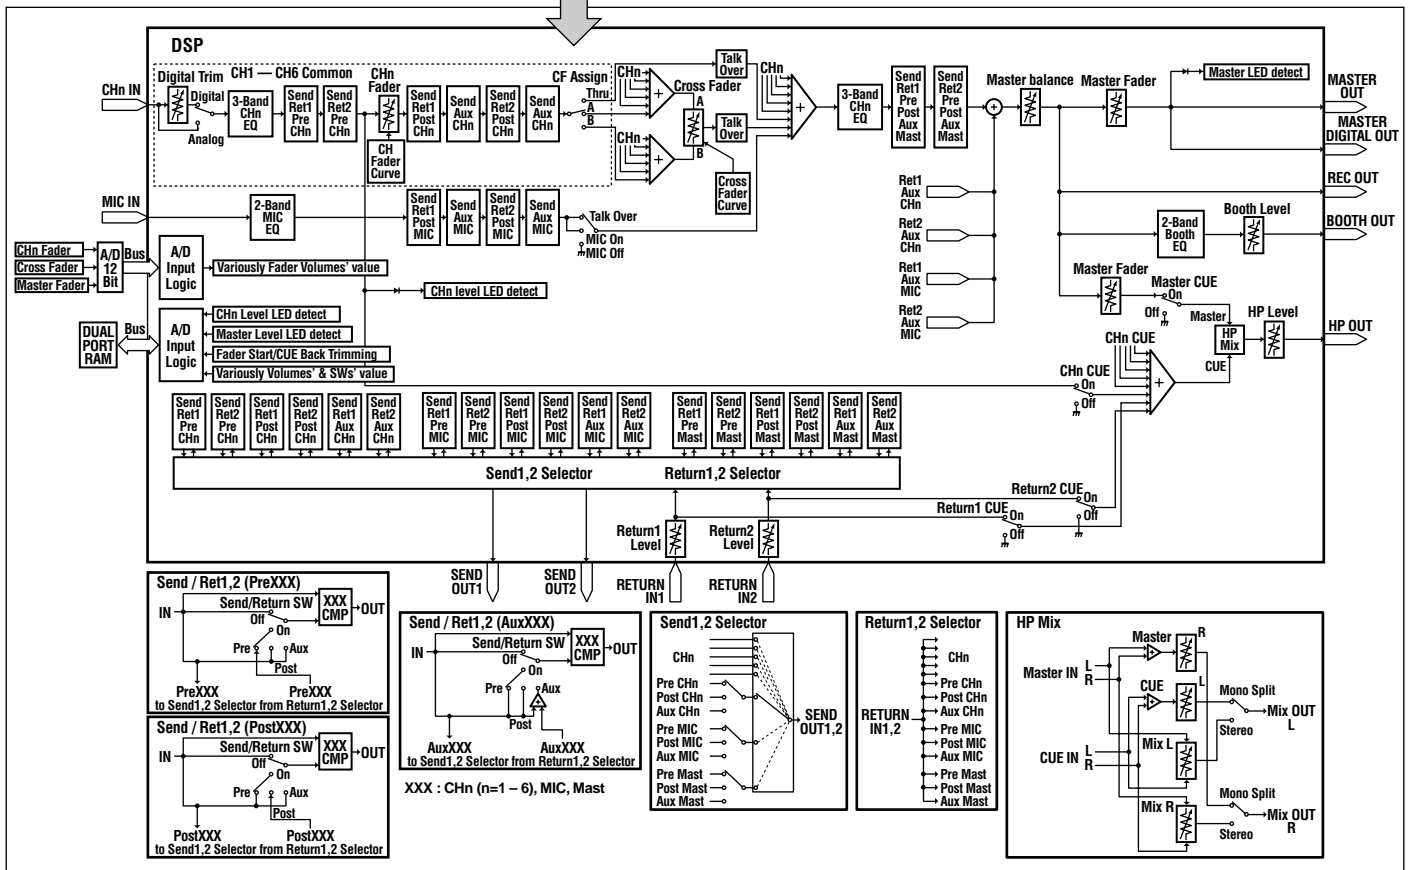 DSP
CH1 — CH6 Common
Digital Trim
Digital
Analog
CHn IN
3-Band
CHn
EQ
Send
Ret1
Pre
CHn
Send
Ret2
Pre
CHn
CHn
Fader
CH
Fader
Curve
Send
Ret1
Post
CHn
Send
Aux
CHn
Send
Ret2
Post
CHn
Send
Aux
CHn
CF Assign
Thru
A
B
CHn
+
CHn
+
Cross Fader
A
B
Talk
Over
Talk
Over
Cross
Fader
Curve
CHn
+
3-Band
CHn
EQ
Send
Ret1
Pre
Post
Aux
Mast
Send
Ret2
Pre
Post
Aux
Mast
+
Master balance
Master Fader
Master LED detect
MASTER
OUT
MASTER
DIGITAL OUT
REC OUT
BOOTH OUT
MIC IN
2-Band
MIC
EQ
Send
Ret1
Post
MIC
Send
Aux
MIC
Send
Ret2
Post
MIC
Send
Aux
MIC
Talk Over
MIC On
MIC Off
Ret1
Aux
CHn
Ret2
Aux
CHn
Ret1
Aux
MIC
Ret2
Aux
MIC
2-Band
Booth
EQ
Booth Level
CHn Fader
Cross Fader
Master Fader
A/D
12
Bit
Bus
A/D
Input
Logic
Variously Fader Volumes' value
CHn level LED detect
DUAL
PORT
RAM
Bus
A/D
Input
Logic
CHn Level LED detect
Master Level LED detect
Fader Start/CUE Back Trimming
Variously Volumes' & SWs' value
Master Fader
Master CUE
On
Off
Master
HP
Mix
CUE
HP Level
HP OUT
CHn CUE
CHn CUE
On
Off
+
Send
Ret1
Pre
CHn
Send
Ret2
Pre
CHn
Send
Ret1
Post
CHn
Send
Ret2
Post
CHn
Send
Ret1
Aux
CHn
Send
Ret2
Aux
CHn
Send
Ret1
Pre
MIC
Send
Ret2
Pre
MIC
Send
Ret1
Post
MIC
Send
Ret2
Post
MIC
Send
Ret1
Aux
MIC
Send
Ret2
Aux
MIC
Send
Ret1
Pre
Mast
Send
Ret2
Pre
Mast
Send
Ret1
Post
Mast
Send
Ret2
Post
Mast
Send
Ret1
Aux
Mast
Send
Ret2
Aux
Mast
Send1,2 Selector
Return1,2 Selector
Return2 CUE
On
Off
Return1 CUE
On
Off
Return1
Level
Return2
Level
SEND
OUT1
SEND
OUT2
RETURN
IN1
RETURN
IN2
Send / Ret1,2 (PreXXX)
IN
Send/Return SW
Off
On
Pre
Aux
Post
XXX
CMP
OUT
PreXXX
PreXXX
to Send1,2 Selector from Return1,2 Selector
Send / Ret1,2 (PostXXX)
IN
Send/Return SW
Off
On
Pre
Aux
Post
XXX
CMP
OUT
PostXXX
PostXXX
to Send1,2 Selector from Return1,2 Selector
Send / Ret1,2 (AuxXXX)
IN
Send/Return SW
Off
On
Pre
Aux
+
Post
XXX
CMP
OUT
AuxXXX
AuxXXX
to Send1,2 Selector from Return1,2 Selector
XXX : CHn (n=1 – 6), MIC, Mast
Send1,2 Selector
CHn
Pre CHn
Post CHn
Aux CHn
Pre MIC
Post MIC
Aux MIC
Pre Mast
Post Mast
Aux Mast
SEND
OUT1,2
Return1,2 Selector
RETURN
IN1,2
CHn
Pre CHn
Post CHn
Aux CHn
Pre MIC
Post MIC
Aux MIC
Pre Mast
Post Mast
Aux Mast
HP Mix
Master
+
R
Master IN
L
R
CUE
+
L
Mono Split
Mix OUT
L
Stereo
CUE IN
L
R
Mix L
Mix R
Mono Split
Mix OUT
R
Stereo